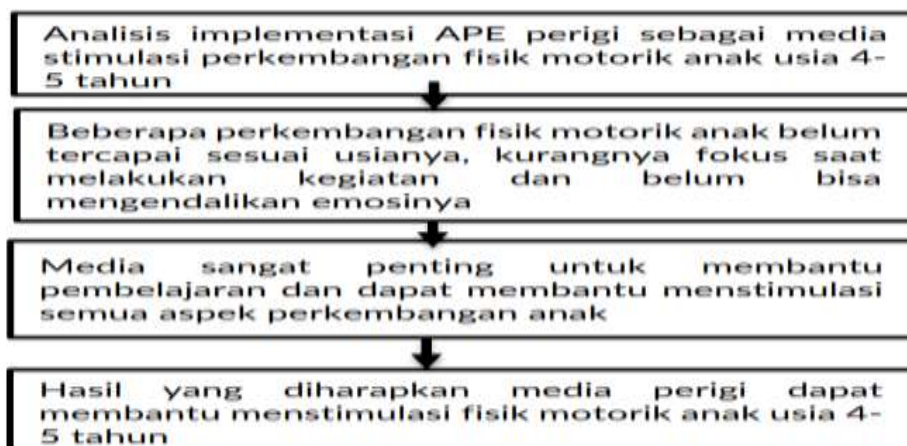 Analisis implementasi APE perigi sebagai media
stimulasi perkembangan fisik motorik anak usia 4-
5 tahun
Beberapa perkembangan fisik motorik anak belum
tercapai sesuai usianya, kurangnya fokus saat
melakukan kegiatan dan belum bisa
mengendalikan emosinya
Media sangat penting untuk membantu
pembelajaran dan dapat membantu menstimulasi
semua aspek perkembangan anak
Hasil yang diharapkan media perigi dapat
membantu menstimulasi fisik motorik anak usia 4-
5 tahun